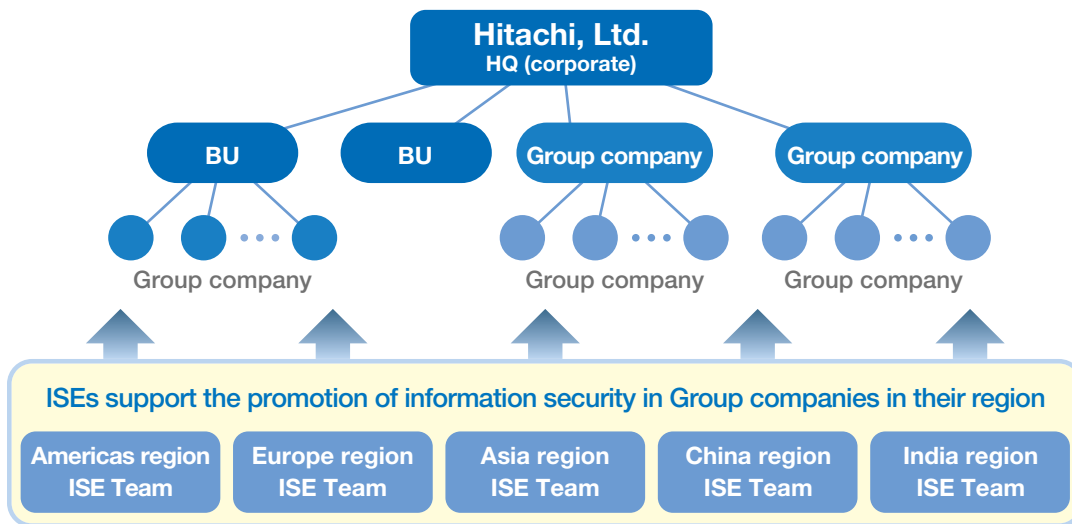 Hitachi, Ltd.
HQ (corporate)
BU
BU
Group company
Group company
Group company
Group company
Group company
ISEs support the promotion of information security in Group companies in their region
Americas region
ISE Team
Europe region
ISE Team
Asia region
ISE Team
China region
ISE Team
India region
ISE Team